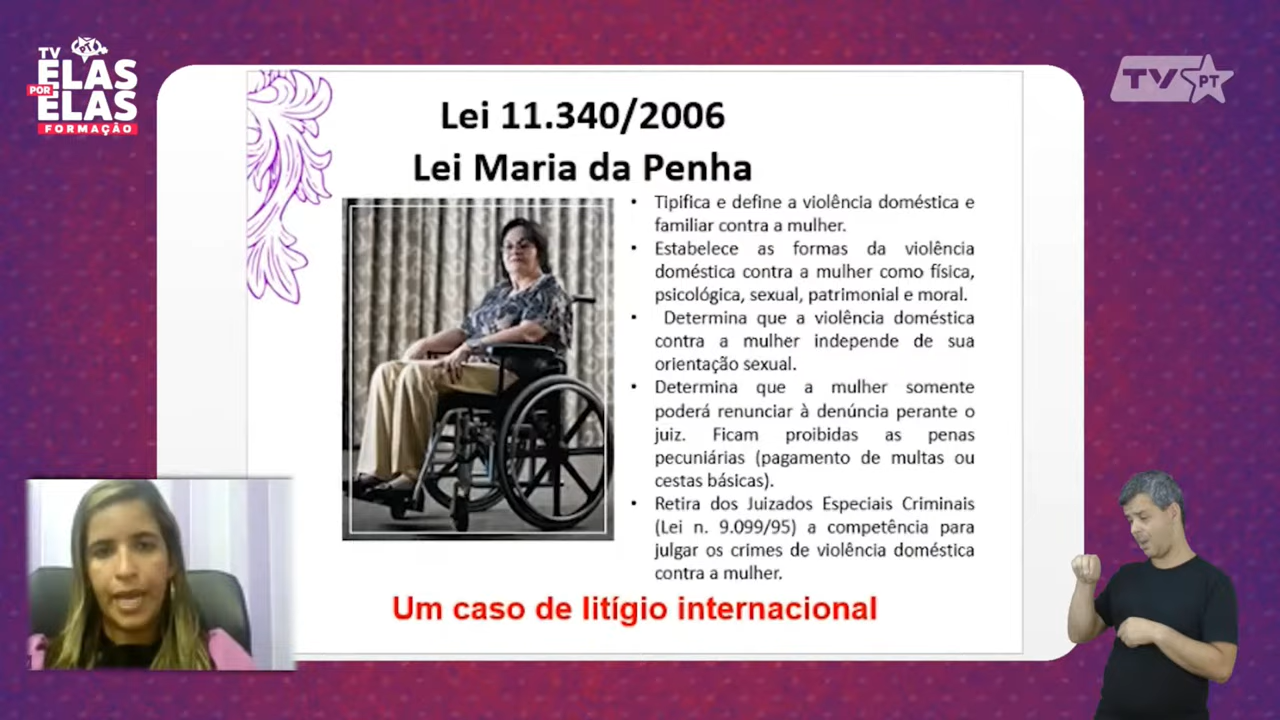 TV
ELAS
POR
ELAS
FORMAÇÃO
TV PT
Lei 11.340/2006
Lei Maria da Penha
• Tipifica e define a violência doméstica e
familiar contra a mulher.
• Estabelece as formas da violência
doméstica contra a mulher como física,
psicológica, sexual, patrimonial e moral.
• Determina que a violência doméstica
contra a mulher independe de sua
orientação sexual.
• Determina que a mulher somente
poderá renunciar à denúncia perante o
juiz. Ficam proibidas as penas
pecuniárias (pagamento de multas ou
cestas básicas).
• Retira dos Juizados Especiais Criminais
(Lei n. 9.099/95) a competência para
julgar os crimes de violência doméstica
contra a mulher.
Um caso de litígio internacional